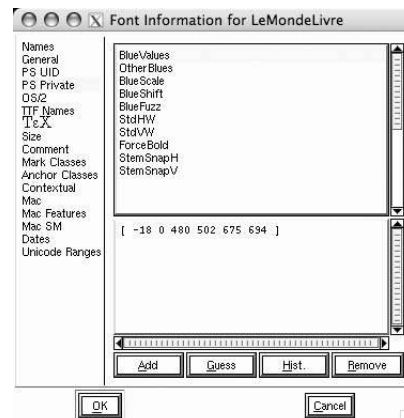 Font Information for LeMondeLivre
Names
General
PS UID
PS Private
OS/2
TTF Names
TεX
Size
Comment
Mark Classes
Anchor Classes
Contextual
Mac
Mac Features
Mac SM
Dates
Unicode Ranges
BlueValues
OtherBlues
BlueScale
BlueShift
BlueFuzz
StdHW
StdVW
ForceBold
StemSnapH
StemSnapV
[ -18 0 480 502 675 694 ]
Add Guess Hist. Remove
OK Cancel